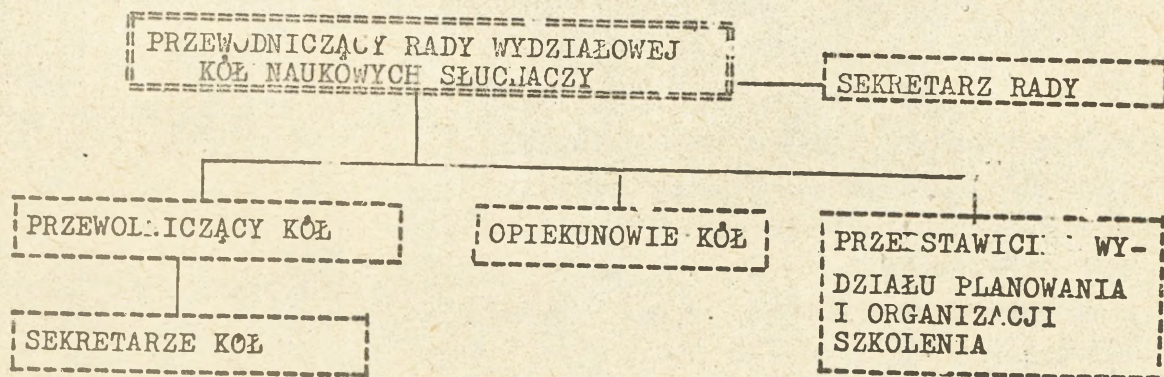 PRZEWODNICZĄCY RADY WYDZIAŁOWEJ
KÓŁ NAUKOWYCH SŁUCHACZY
SEKRETARZ RADY
PRZEWODNICZĄCY KÓŁ
OPIEKUNOWIE KÓŁ
WY-
DZIAŁU PLANOWANIA
I ORGANIZACJI
SZKOLENIA
SEKRETARZE KÓŁ